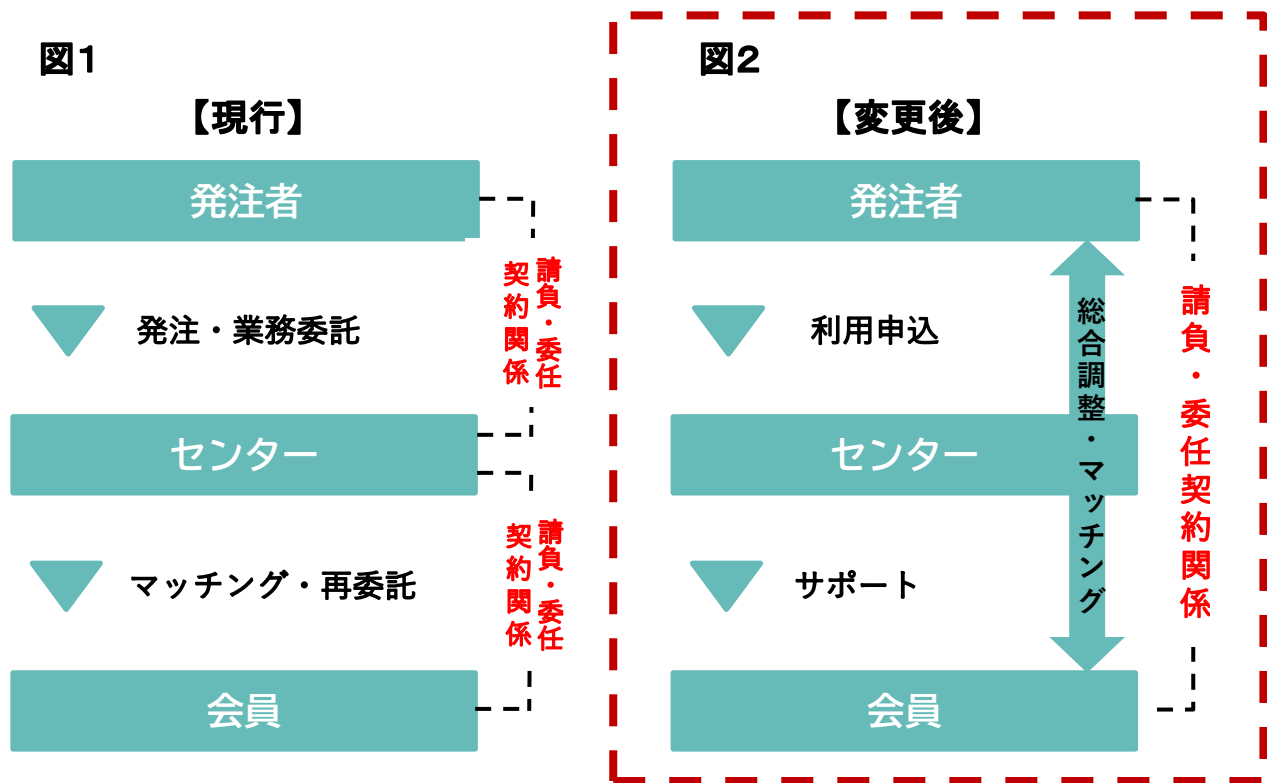 図1
【現行】
発注者
発注・業務委託
請負・委任
契約関係
センター
マッチング・再委託
請負・委任
契約関係
会員
図2
【変更後】
発注者
利用申込
センター
サポート
会員
総合調整・マッチング
請負・委任契約関係